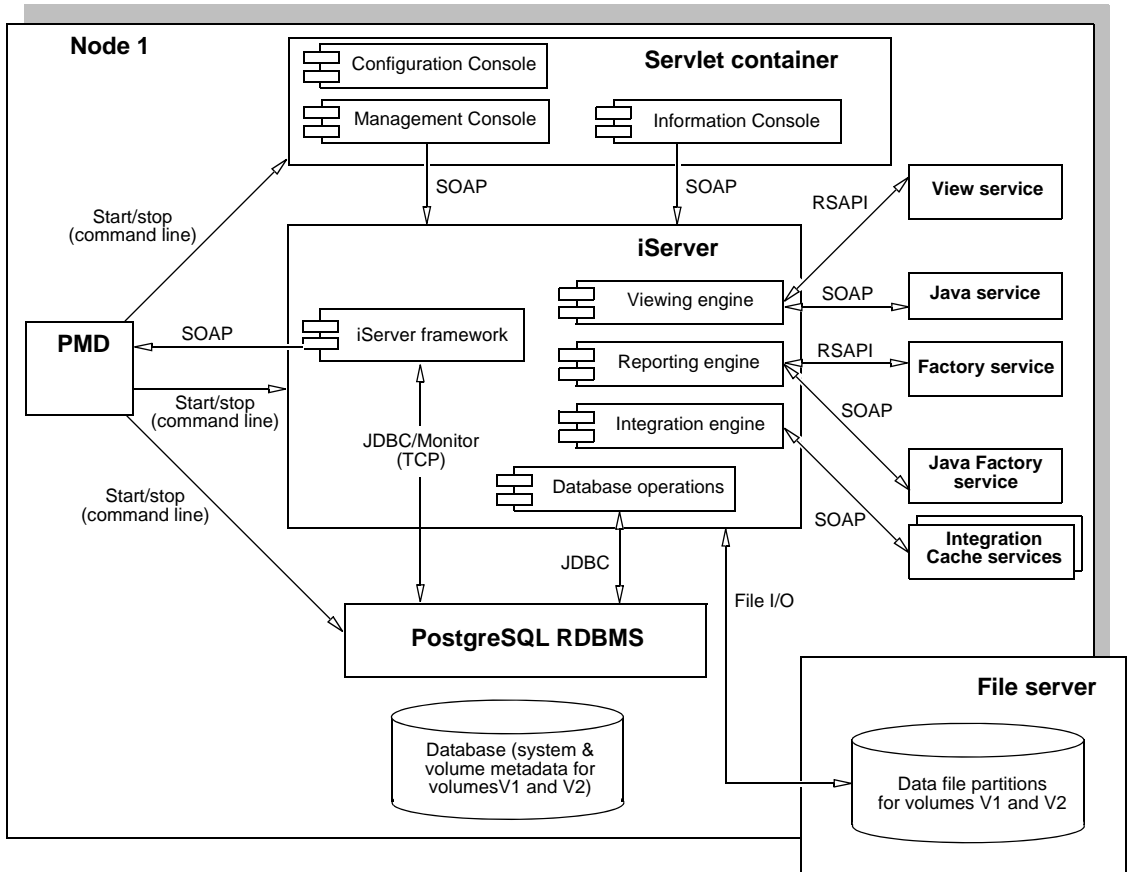 Node 1
Servlet container
Configuration Console
Management Console
Information Console
SOAP
SOAP
Start/stop
(command line)
RSAPI
View service
iServer
Viewing engine
SOAP
Java service
PMD
SOAP
iServer framework
Reporting engine
RSAPI
Factory service
Start/stop
(command line)
Integration engine
SOAP
JDBC/Monitor
(TCP)
Java Factory
service
Database operations
Start/stop
(command line)
SOAP
Integration
Cache services
JDBC
File I/O
PostgreSQL RDBMS
File server
Database (system &
volume metadata for
volumesV1 and V2)
Data file partitions
for volumes V1 and V2